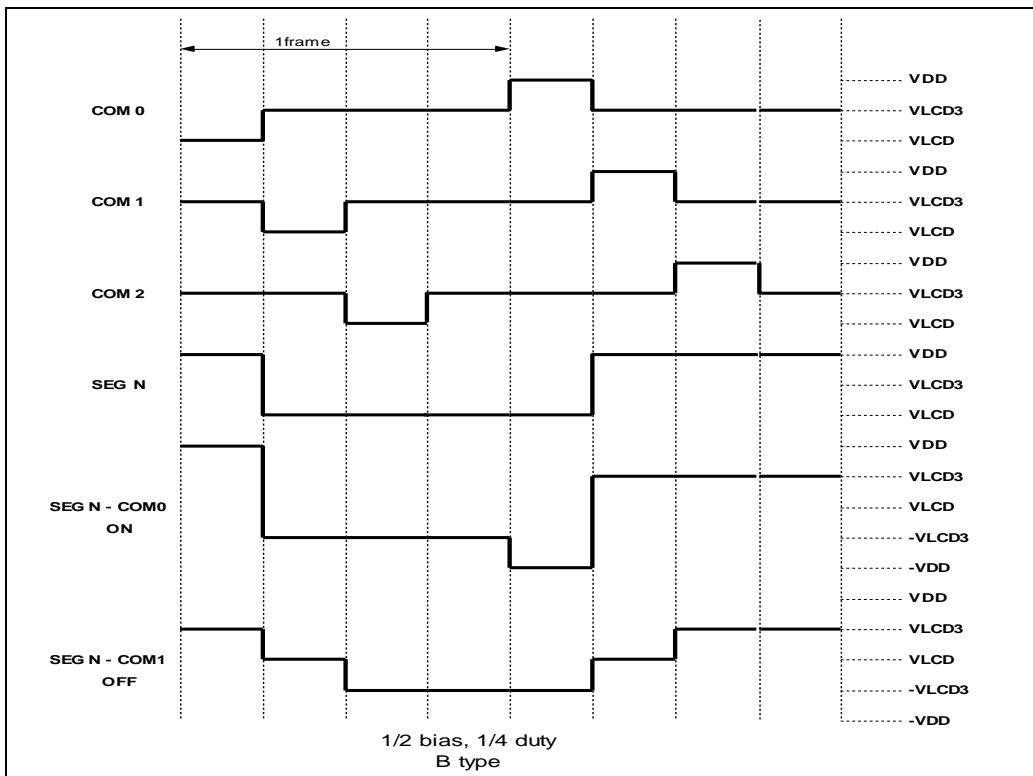 1frame
VDD
COM 0
VLCD3
VLCD
VDD
COM 1
VLCD3
VLCD
VDD
COM 2
VLCD3
VLCD
VDD
SEG N
VLCD3
VLCD
VDD
VLCD3
SEG N - COM0
ON
VLCD
-VLCD3
-VDD
VDD
VLCD3
SEG N - COM1
OFF
VLCD
-VLCD3
-VDD
1/2 bias, 1/4 duty
B type